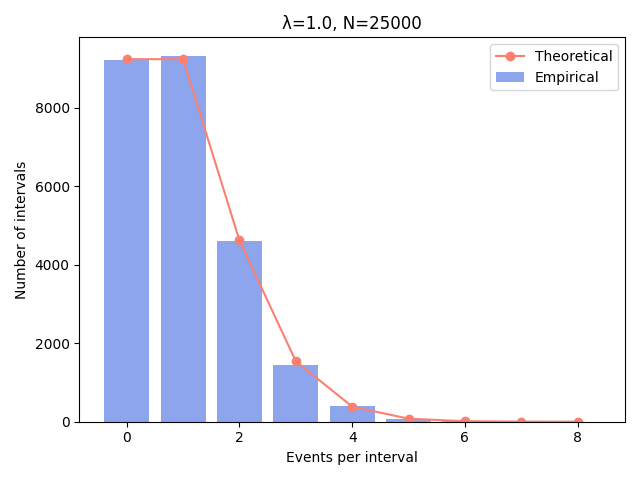 λ=1.0, N=25000
Theoretical
Empirical
Number of intervals
8000
6000
4000
2000
0
0 2 4 6 8
Events per interval